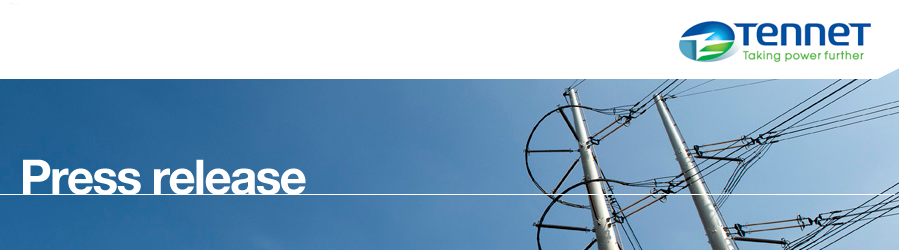 TENNET
Taking power further
Press release